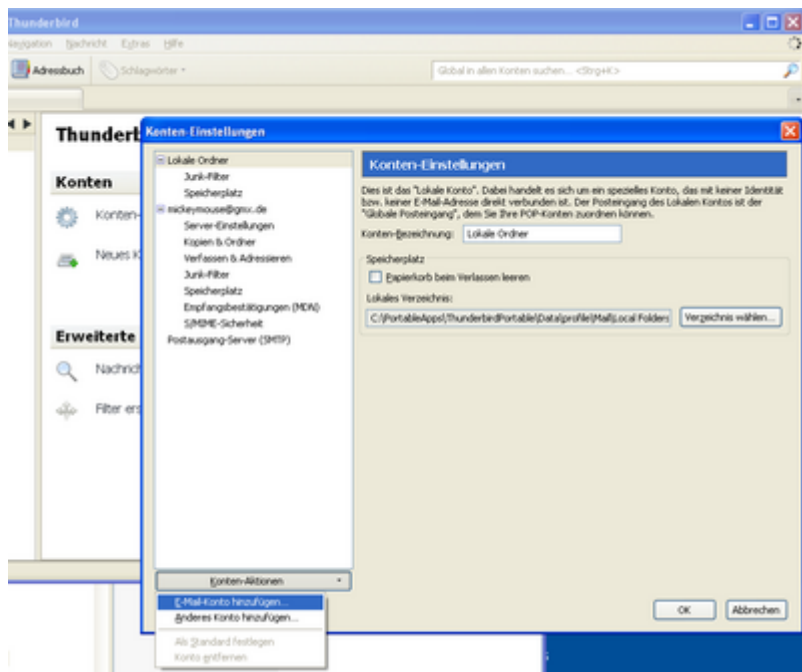 Thunderbird
Navigation Nachricht Extras Hilfe
Adressbuch Schlagwörter
Global in allen Konten suchen... <Strg+K>
Konten
Konten-
Neues K
Erweiterte
Nachrich
Filter ers
Konten-Einstellungen
Lokale Ordner
Junk-Filter
Speicherplatz
mickeymouse@gmx.de
Server-Einstellungen
Kopien & Ordner
Verfassen & Adressieren
Junk-Filter
Speicherplatz
Empfangsbestätigungen (MDN)
S/MIME-Sicherheit
Postausgang-Server (SMTP)
Konten-Aktionen
E-Mail-Konto hinzufügen...
Anderes Konto hinzufügen...
Als Standard festlegen
Konto entfernen
Konten-Einstellungen
Dies ist das "Lokale Konto". Dabei handelt es sich um ein spezielles Konto, das mit keiner Identität
bzw. keiner E-Mail-Adresse direkt verbunden ist. Der Posteingang des Lokalen Kontos ist der
"Globale Posteingang", dem Sie Ihre POP-Konten zuordnen können.
Konten-Bezeichnung: Lokale Ordner
Speicherplatz
Papierkorb beim Verlassen leeren
Lokales Verzeichnis:
C:\PortableApps\ThunderbirdPortable\Data\profile\Mail\Local Folders Verzeichnis wählen...
OK Abbrechen